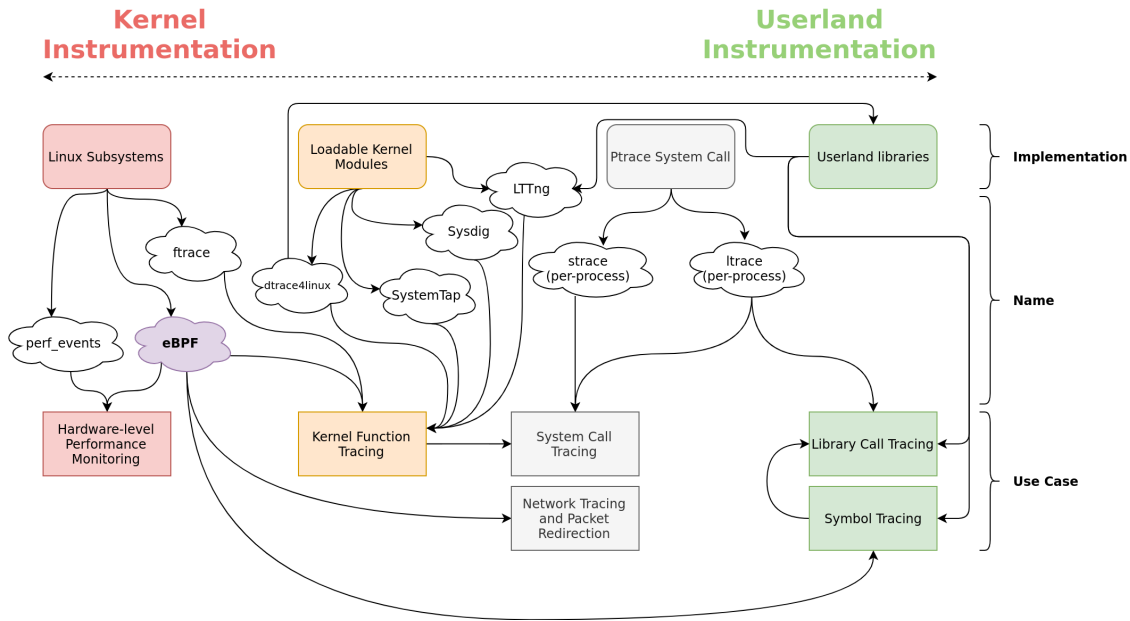 Kernel
Instrumentation
Userland
Instrumentation
Linux Subsystems
Loadable Kernel
Modules
Ptrace System Call
Userland libraries
Implementation
LTTng
Sysdig
ftrace
strace
(per-process)
ltrace
(per-process)
dtrace4linux
SystemTap
Name
perf_events
eBPF
Hardware-level
Performance
Monitoring
Kernel Function
Tracing
System Call
Tracing
Library Call Tracing
Use Case
Network Tracing
and Packet
Redirection
Symbol Tracing